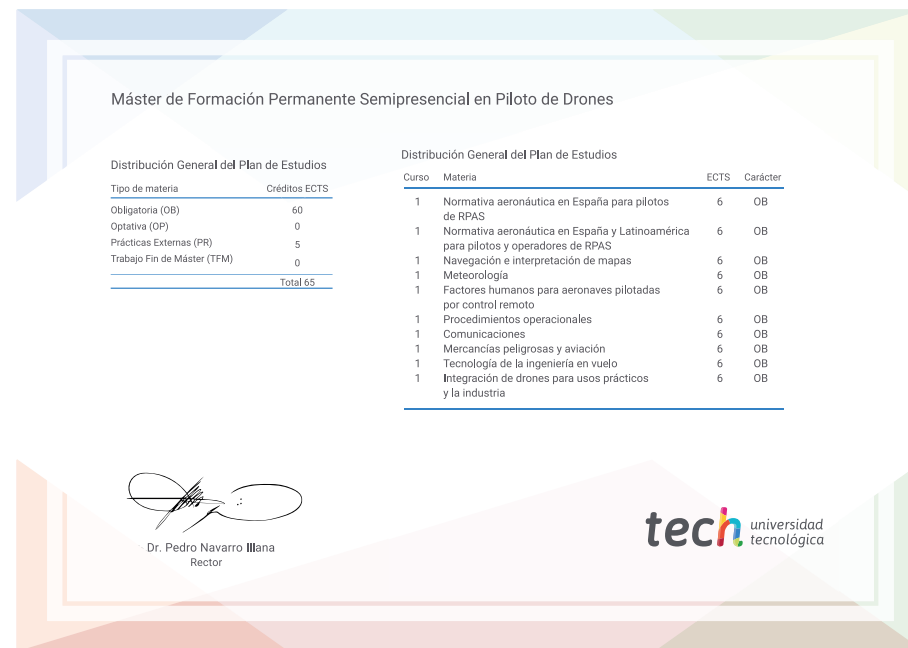 Máster de Formación Permanente Semipresencial en Piloto de Drones
Distribución General del Plan de Estudios
Tipo de materia Créditos ECTS
Obligatoria (OB) 60
Optativa (OP) 0
Prácticas Externas (PR) 5
Trabajo Fin de Máster (TFM) 0
Total 65
Distribución General del Plan de Estudios
Curso Materia ECTS Carácter
1 Normativa aeronáutica en España para pilotos 6 OB
de RPAS
1 Normativa aeronáutica en España y Latinoamérica 6 OB
para pilotos y operadores de RPAS
1 Navegación e interpretación de mapas 6 OB
1 Meteorología 6 OB
1 Factores humanos para aeronaves pilotadas 6 OB
por control remoto
1 Procedimientos operacionales 6 OB
1 Comunicaciones 6 OB
1 Mercancías peligrosas y aviación 6 OB
1 Tecnología de la ingeniería en vuelo 6 OB
1 Integración de drones para usos prácticos 6 OB
y la industria
Dr. Pedro Navarro Illana
Rector
tech universidad
tecnológica